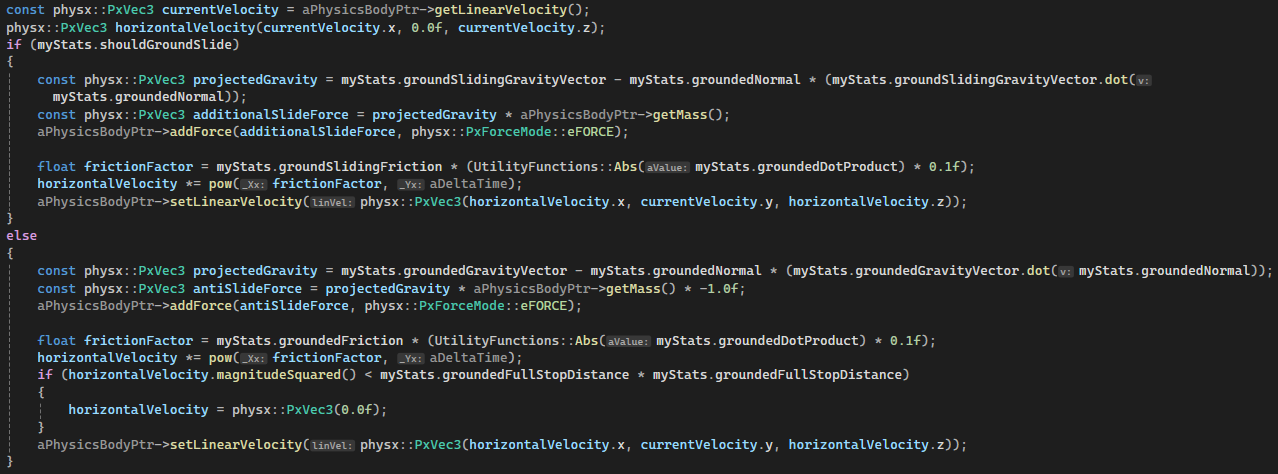 const physx::PxVec3 currentVelocity = aPhysicsBodyPtr->getLinearVelocity();
physx::PxVec3 horizontalVelocity(currentVelocity.x, 0.0f, currentVelocity.z);
if (myStats.shouldGroundSlide)
{
const physx::PxVec3 projectedGravity = myStats.groundSlidingGravityVector - myStats.groundedNormal * (myStats.groundSlidingGravityVector.dot(v:
myStats.groundedNormal));
const physx::PxVec3 additionalSlideForce = projectedGravity * aPhysicsBodyPtr->getMass();
aPhysicsBodyPtr->addForce(additionalSlideForce, physx::PxForceMode::eFORCE);
float frictionFactor = myStats.groundSlidingFriction * (UtilityFunctions::Abs(aValue: myStats.groundedDotProduct) * 0.1f);
horizontalVelocity *= pow(_Xx: frictionFactor, _Yx: aDeltaTime);
aPhysicsBodyPtr->setLinearVelocity(linVel: physx::PxVec3(horizontalVelocity.x, currentVelocity.y, horizontalVelocity.z));
}
else
{
const physx::PxVec3 projectedGravity = myStats.groundedGravityVector - myStats.groundedNormal * (myStats.groundedGravityVector.dot(v: myStats.groundedNormal));
const physx::PxVec3 antiSlideForce = projectedGravity * aPhysicsBodyPtr->getMass() * -1.0f;
aPhysicsBodyPtr->addForce(antiSlideForce, physx::PxForceMode::eFORCE);
float frictionFactor = myStats.groundedFriction * (UtilityFunctions::Abs(aValue: myStats.groundedDotProduct) * 0.1f);
horizontalVelocity *= pow(_Xx: frictionFactor, _Yx: aDeltaTime);
if (horizontalVelocity.magnitudeSquared() < myStats.groundedFullStopDistance * myStats.groundedFullStopDistance)
{
horizontalVelocity = physx::PxVec3(0.0f);
}
aPhysicsBodyPtr->setLinearVelocity(linVel: physx::PxVec3(horizontalVelocity.x, currentVelocity.y, horizontalVelocity.z));
}